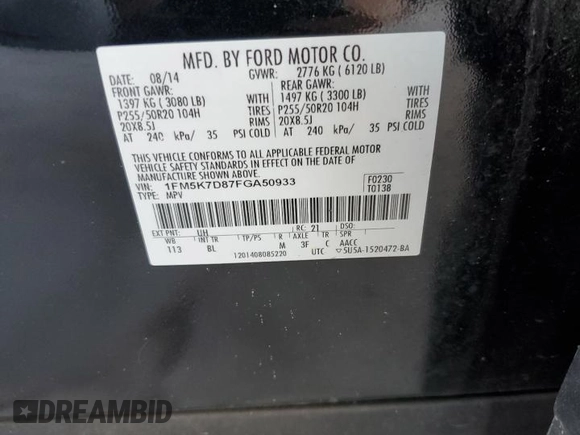 MFD. BY FORD MOTOR CO.
DATE: 08/14 GVWR: 2776 KG ( 6120 LB)
FRONT GAWR: REAR GAWR:
1397 KG ( 3080 LB) WITH 1497 KG ( 3300 LB) WITH
P255/50R20 104H TIRES P255/50R20 104H TIRES
20X8.5J RIMS 20X8.5J RIMS
AT 240 kPa/ 35 PSI COLD AT 240 kPa/ 35 PSI COLD
THIS VEHICLE CONFORMS TO ALL APPLICABLE FEDERAL MOTOR
VEHICLE SAFETY STANDARDS IN EFFECT ON THE DATE OF
MANUFACTURE SHOWN ABOVE.
VIN: 1FM5K7D87FGA50933 F0230
TYPE: MPV T0138
EXT PNT: UH RC: 21 DSO:
WB INT TR TP/PS R AXLE TR SPR
113 BL M 3F C AACC
1201408085220 UTC 5U5A-1520472-BA
DREAMBID